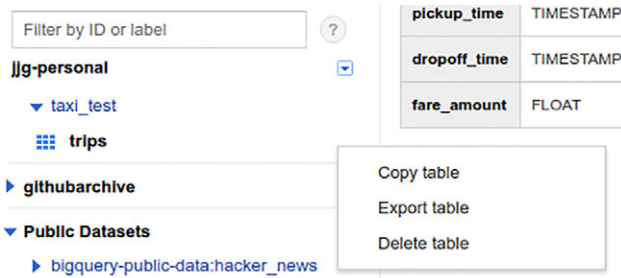 Filter by ID or label
?
jjg-personal
taxi_test
trips
githubarchive
Public Datasets
bigquery-public-data:hacker_news
pickup_time TIMESTAMP
dropoff_time TIMESTAMP
fare_amount FLOAT
Copy table
Export table
Delete table